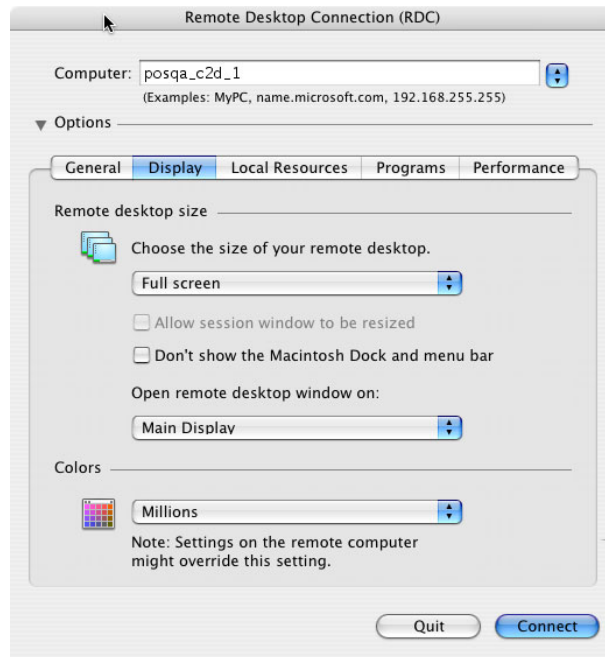 Remote Desktop Connection (RDC)
Computer: posqa_c2d_1
(Examples: MyPC, name.microsoft.com, 192.168.255.255)
Options
General Display Local Resources Programs Performance
Remote desktop size
Choose the size of your remote desktop.
Full screen
Allow session window to be resized
Don't show the Macintosh Dock and menu bar
Open remote desktop window on:
Main Display
Colors
Millions
Note: Settings on the remote computer
might override this setting.
Quit Connect